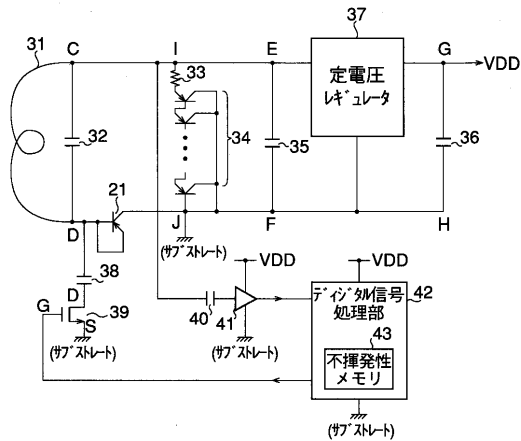 37
31
C
I
E
G
33
定電圧
レギュレータ
VDD
32
34
35
36
21
D
J
F
H
(サブストレート)
38
VDD
VDD
D
G
39
S
40
41
(サブストレート)
(サブストレート)
ディジタル信号
処理部
42
43
不揮発性
メモリ
(サブストレート)